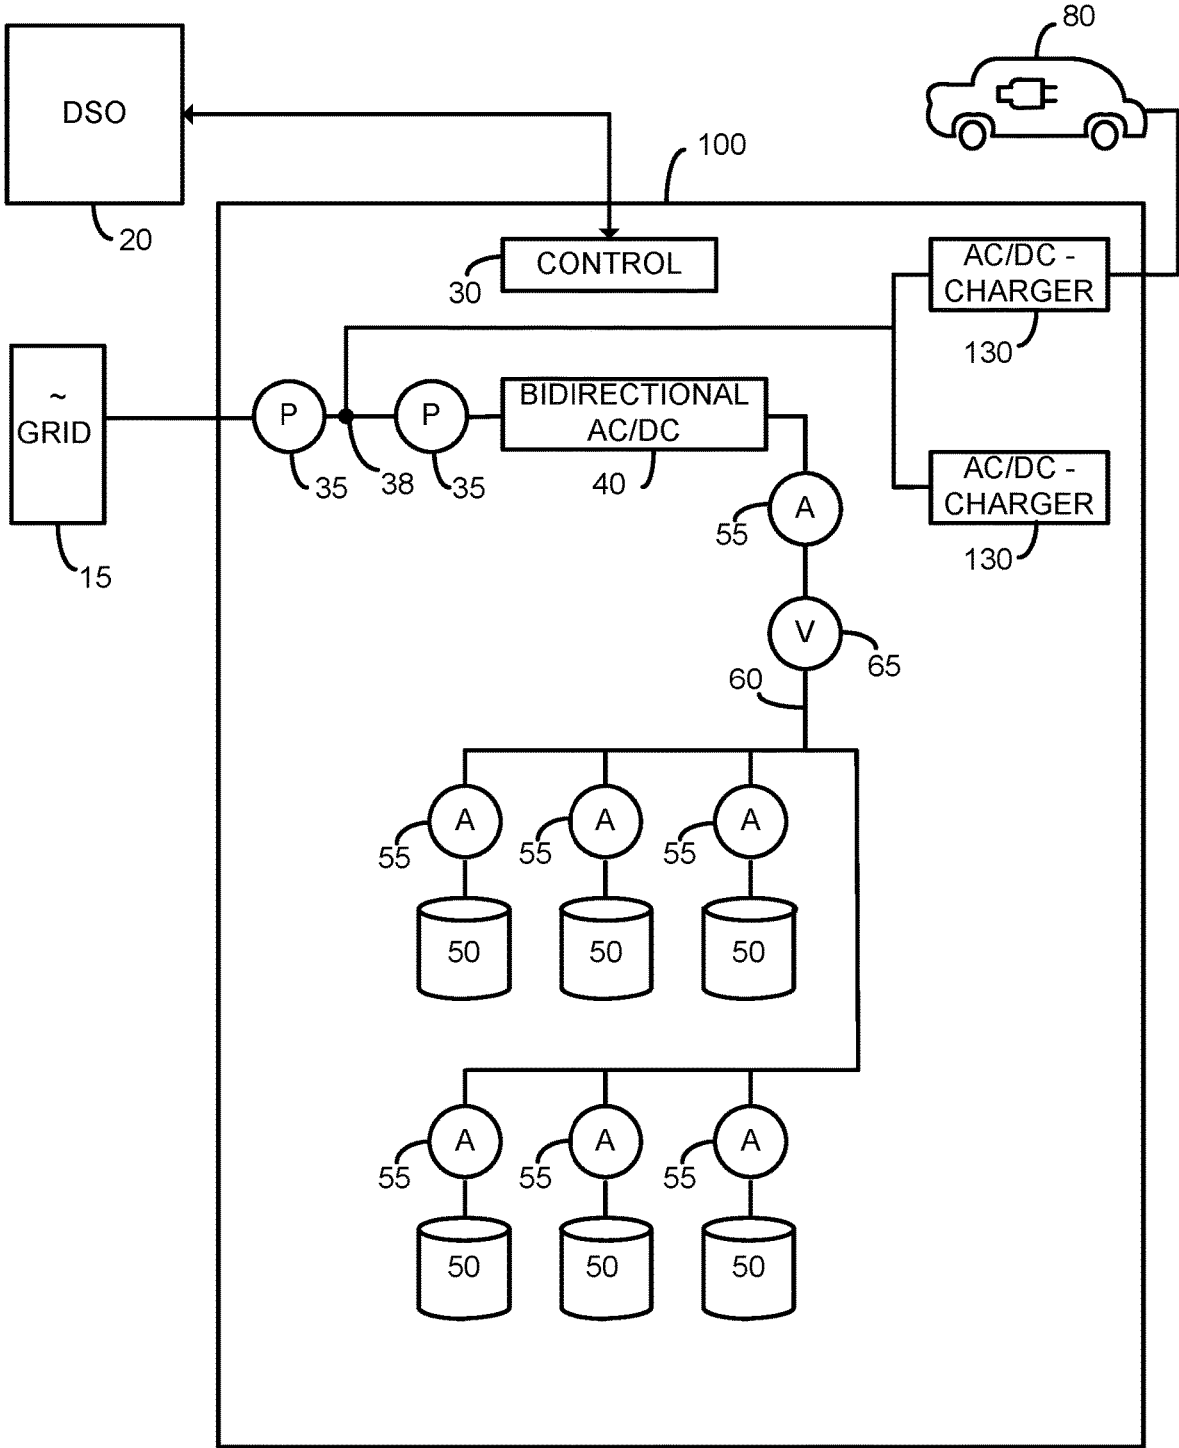 80
DSO
100
20
CONTROL
30
AC/DC -
CHARGER
130
~
GRID
15
P
35
38
P
35
BIDIRECTIONAL
AC/DC
40
AC/DC -
CHARGER
130
A
55
V
65
60
A
55
A
55
A
55
50
50
50
A
55
A
55
A
55
50
50
50